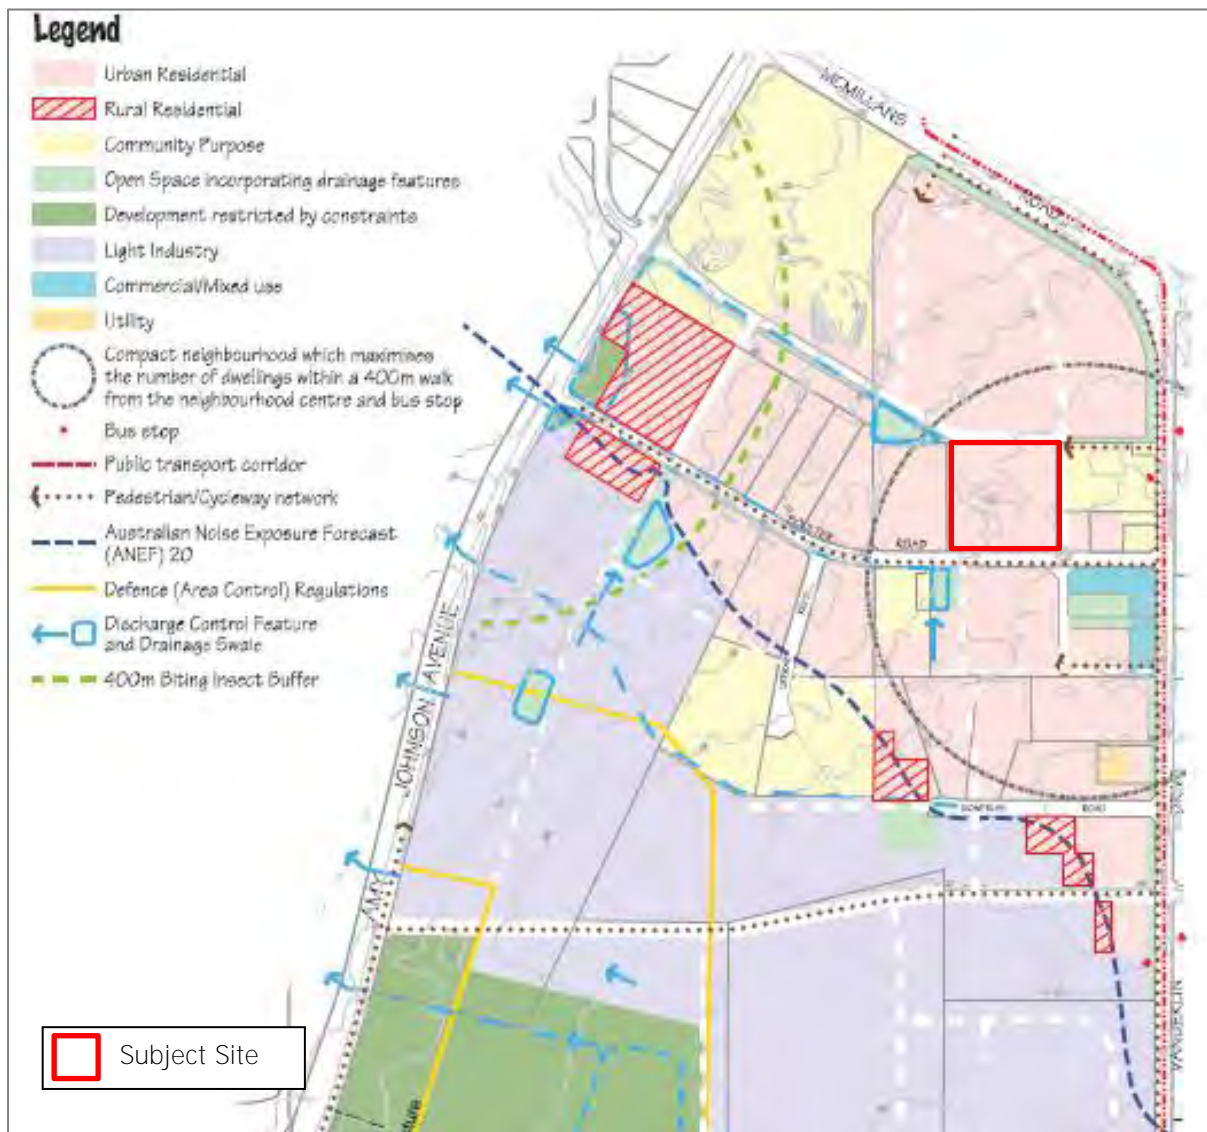 Legend
Urban Residential
Rural Residential
Community Purpose
Open Space incorporating drainage features
Development restricted by constraints
Light Industry
Commercial/Mixed use
Utility
Compact neighbourhood which maximises
the number of dwellings within a 400m walk
from the neighbourhood centre and bus stop
Bus stop
Public transport corridor
Pedestrian/Cycleway network
Australian Noise Exposure Forecast
(ANEF) 20
Defence (Area Control) Regulations
Discharge Control Feature
and Drainage Swale
400m Biting Insect Buffer
MCMILLANS
ROAD
ROAD
ROAD
AMY
JOHNSON
AVENUE
VANDERLIN
Subject Site